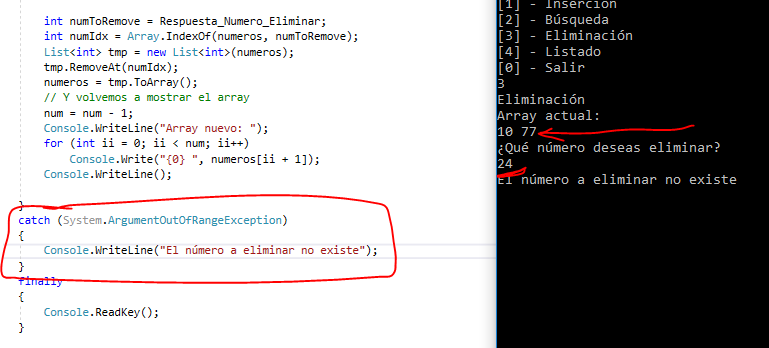 int numToRemove = Respuesta_Numero_Eliminar;
int numIdx = Array.IndexOf(numeros, numToRemove);
List<int> tmp = new List<int>(numeros);
tmp.RemoveAt(numIdx);
numeros = tmp.ToArray();
// Y volvemos a mostrar el array
num = num - 1;
Console.WriteLine("Array nuevo: ");
for (int ii = 0; ii < num; ii++)
Console.Write("{0} ", numeros[ii + 1]);
Console.WriteLine();
}
catch (System.ArgumentOutOfRangeException)
{
Console.WriteLine("El número a eliminar no existe");
}
finally
{
Console.ReadKey();
}
[1] - Inserción
[2] - Búsqueda
[3] - Eliminación
[4] - Listado
[0] - Salir
3
Eliminación
Array actual:
10 77
¿Qué número deseas eliminar?
24
El número a eliminar no existe